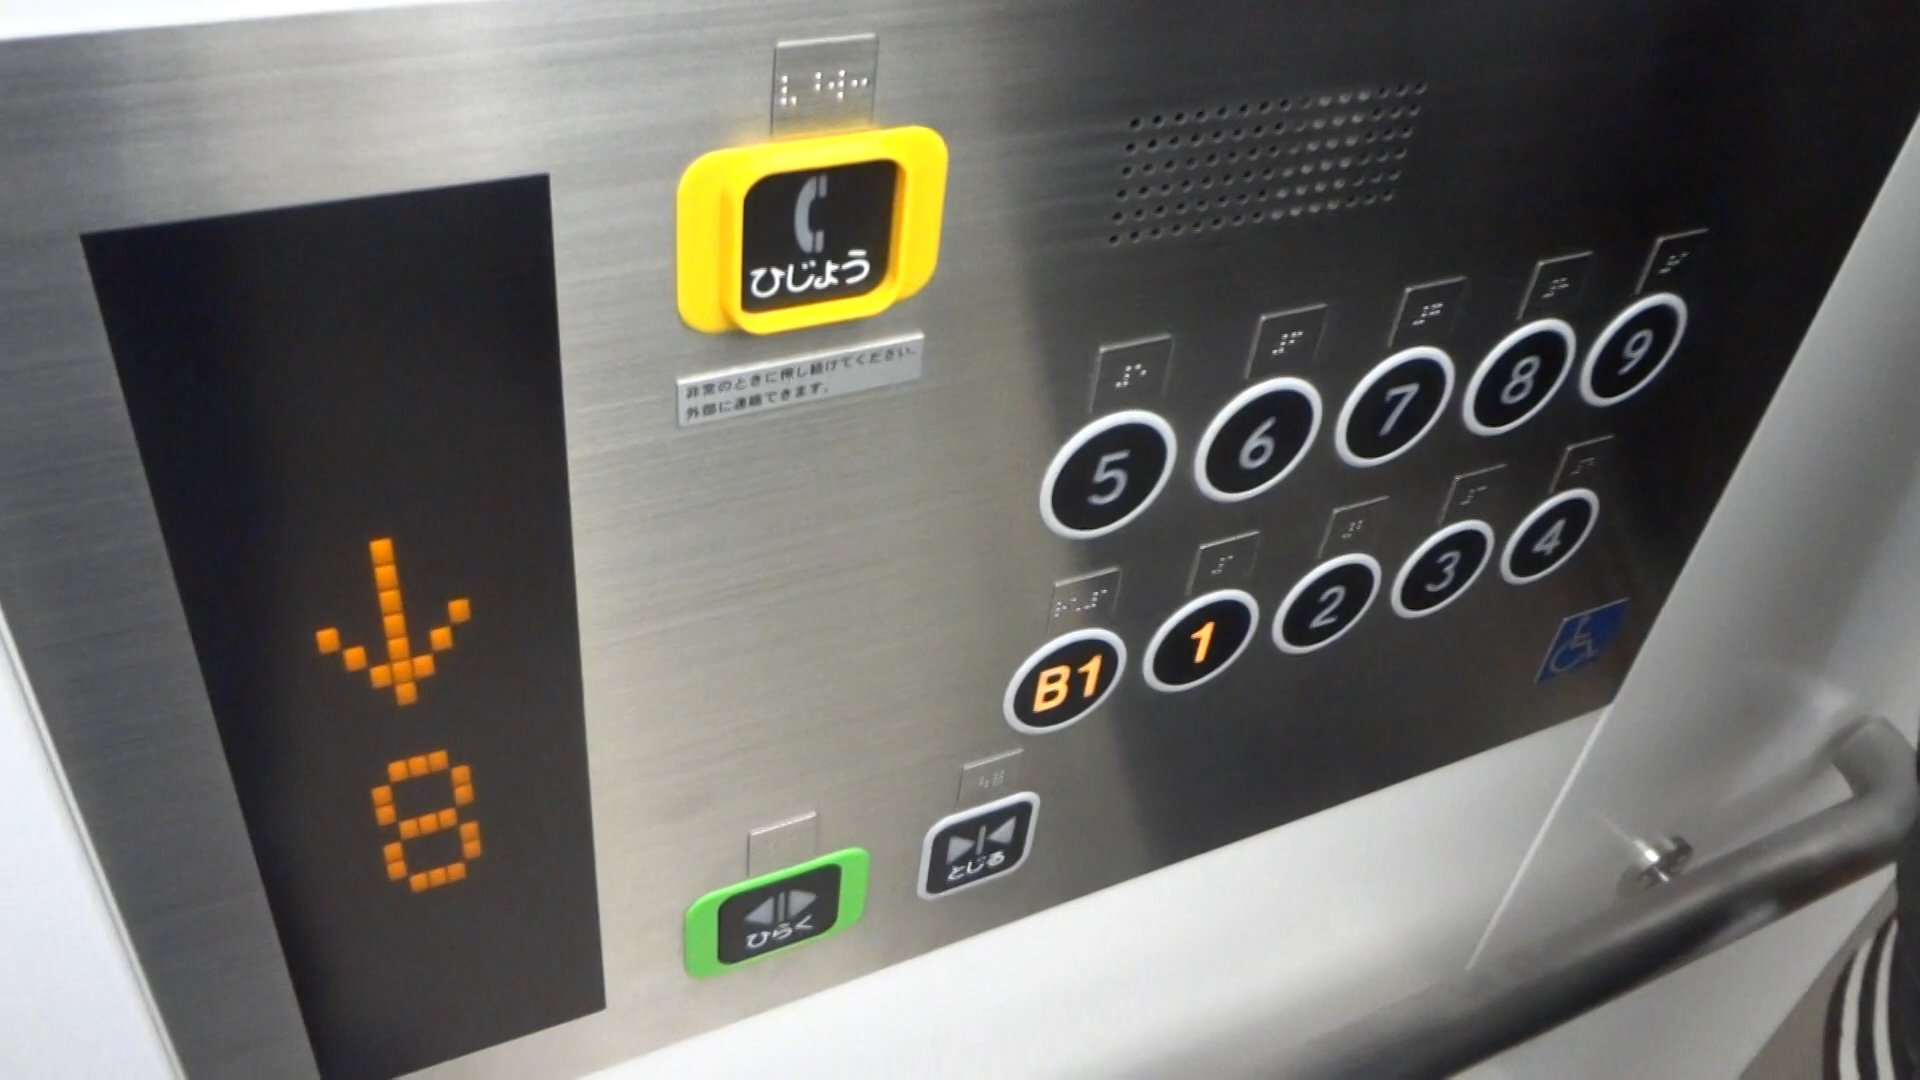 ひじょう
非常のときに押し続けてください。
外部に連絡できます。
8
5 6 7 8 9
B1 1 2 3 4
とじる
ひらく